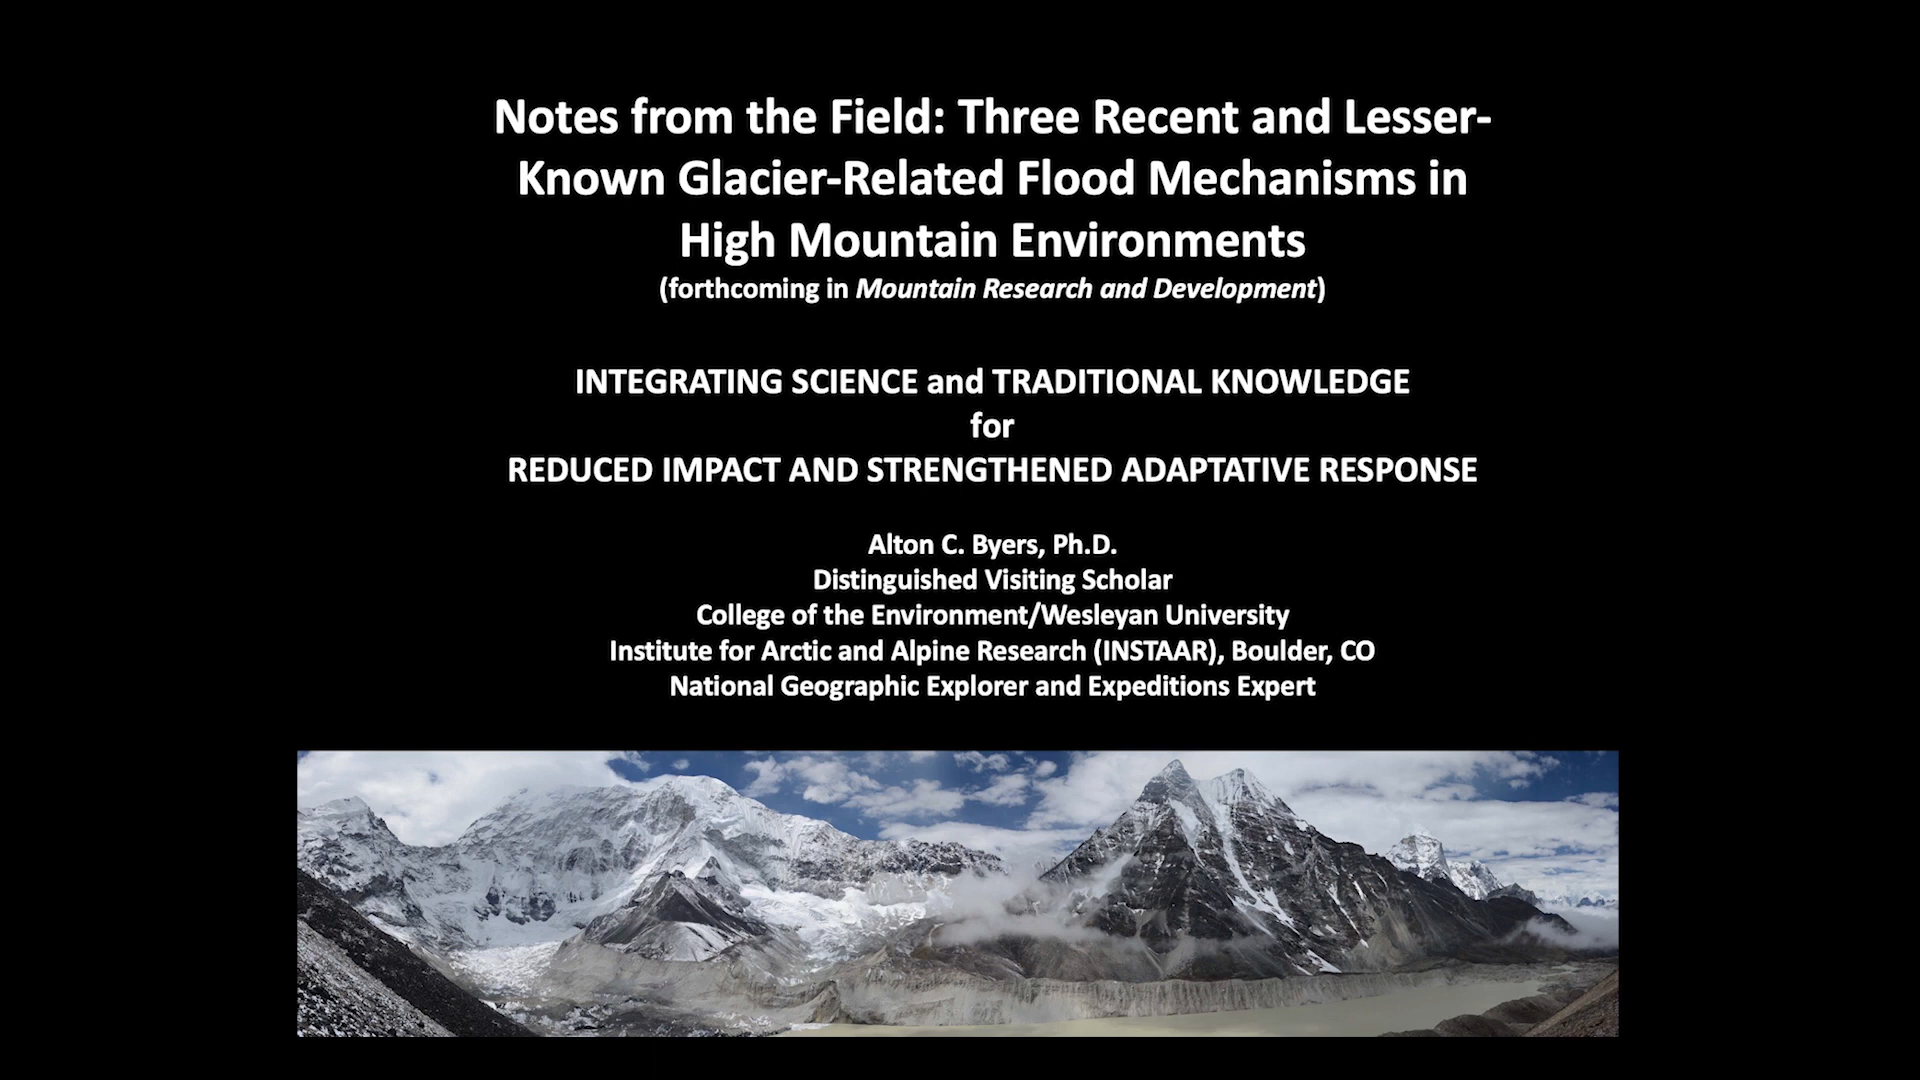 Notes from the Field: Three Recent and Lesser-
Known Glacier-Related Flood Mechanisms in
High Mountain Environments
(forthcoming in Mountain Research and Development)
INTEGRATING SCIENCE and TRADITIONAL KNOWLEDGE
for
REDUCED IMPACT AND STRENGTHENED ADAPTATIVE RESPONSE
Alton C. Byers, Ph.D.
Distinguished Visiting Scholar
College of the Environment/Wesleyan University
Institute for Arctic and Alpine Research (INSTAAR), Boulder, CO
National Geographic Explorer and Expeditions Expert